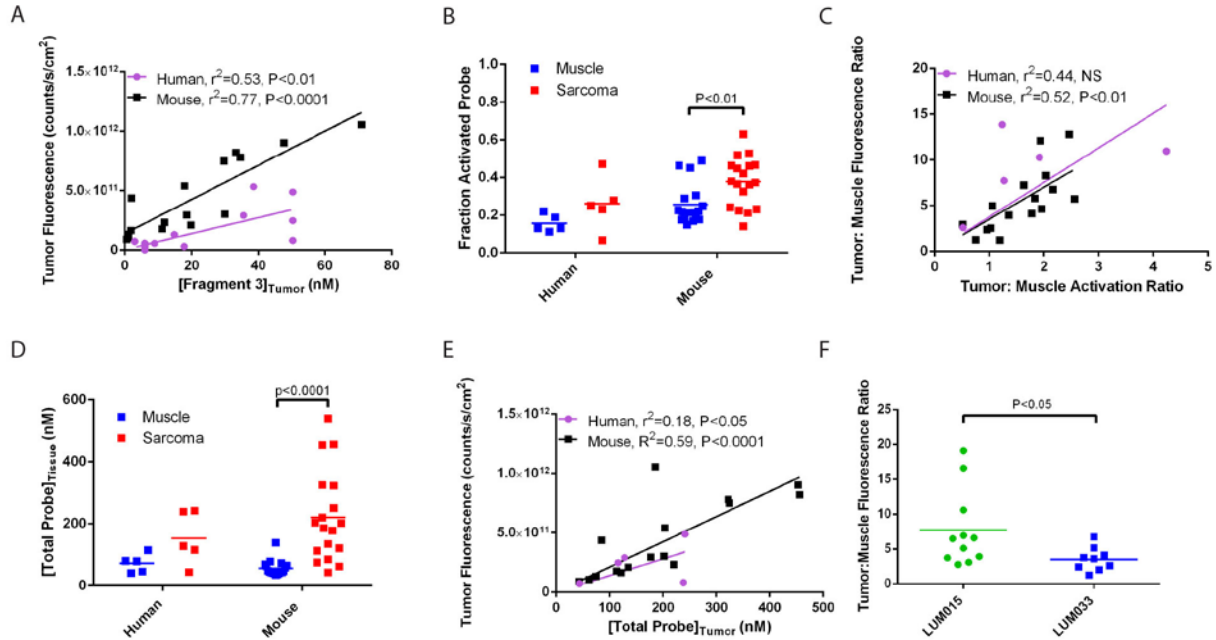 A
Tumor Fluorescence (counts/s/cm²)
1.5×10¹²
1.0×10¹²
5.0×10¹¹
0
Human, r²=0.53, P<0.01
Mouse, r²=0.77, P<0.0001
0 20 40 60 80
[Fragment 3]Tumor (nM)
B
Fraction Activated Probe
1.0
0.8
0.6
0.4
0.2
0.0
Muscle
Sarcoma
P<0.01
Human Mouse
C
Tumor: Muscle Fluorescence Ratio
20
15
10
5
0
Human, r²=0.44, NS
Mouse, r²=0.52, P<0.01
0 1 2 3 4 5
Tumor: Muscle Activation Ratio
D
[Total Probe]Tissue (nM)
600
400
200
0
Muscle
Sarcoma
p<0.0001
Human Mouse
E
Tumor Fluorescence (counts/s/cm²)
1.5×10¹²
1.0×10¹²
5.0×10¹¹
0
Human, r²=0.18, P<0.05
Mouse, R²=0.59, P<0.0001
0 100 200 300 400 500
[Total Probe]Tumor (nM)
F
Tumor:Muscle Fluorescence Ratio
25
20
15
10
5
0
P<0.05
LUM015 LUM033